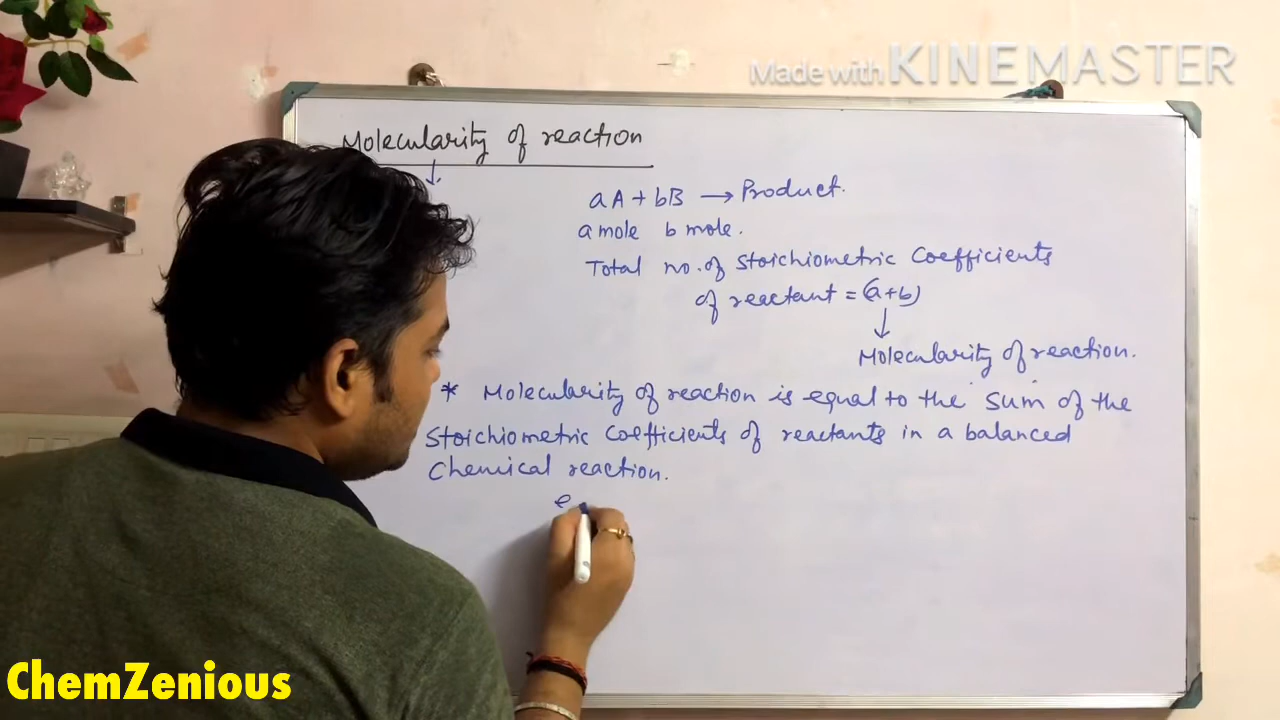 Made with KINEMASTER
Molecularity of reaction
aA + bB → Product.
a mole b mole.
Total no. of Stoichiometric Coefficients
of reactant = (a+b)
↓
Molecularity of reaction.
* Molecularity of reaction is equal to the sum of the
Stoichiometric Coefficients of reactants in a balanced
Chemical reaction.
e
ChemZenious